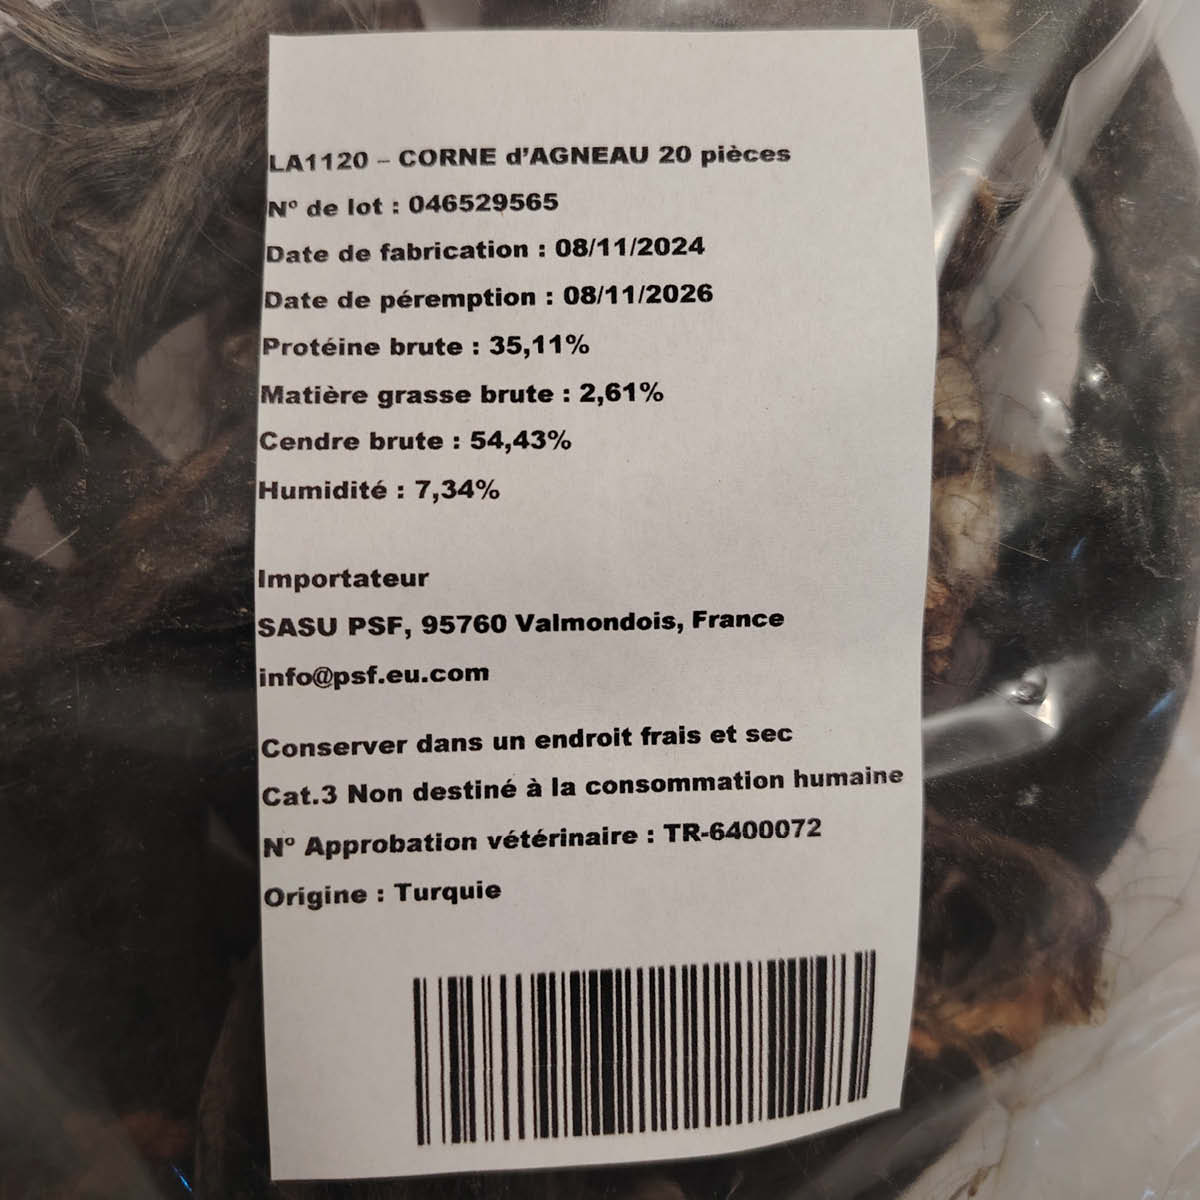 LA1120 – CORNE d'AGNEAU 20 pièces
N° de lot : 046529565
Date de fabrication : 08/11/2024
Date de péremption : 08/11/2026
Protéine brute : 35,11%
Matière grasse brute : 2,61%
Cendre brute : 54,43%
Humidité : 7,34%
Importateur
SASU PSF, 95760 Valmondois, France
info@psf.eu.com
Conserver dans un endroit frais et sec
Cat.3 Non destiné à la consommation humaine
N° Approbation vétérinaire : TR-6400072
Origine : Turquie